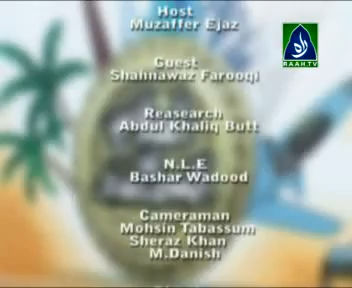 Host
Muzaffer Ejaz
راہ
RAAH.TV
Guest
Shahnawaz Farooqi
Reasearch
Abdul Khaliq Butt
N.L.E
Bashar Wadood
Cameraman
Mohsin Tabassum
Sheraz Khan
M.Danish